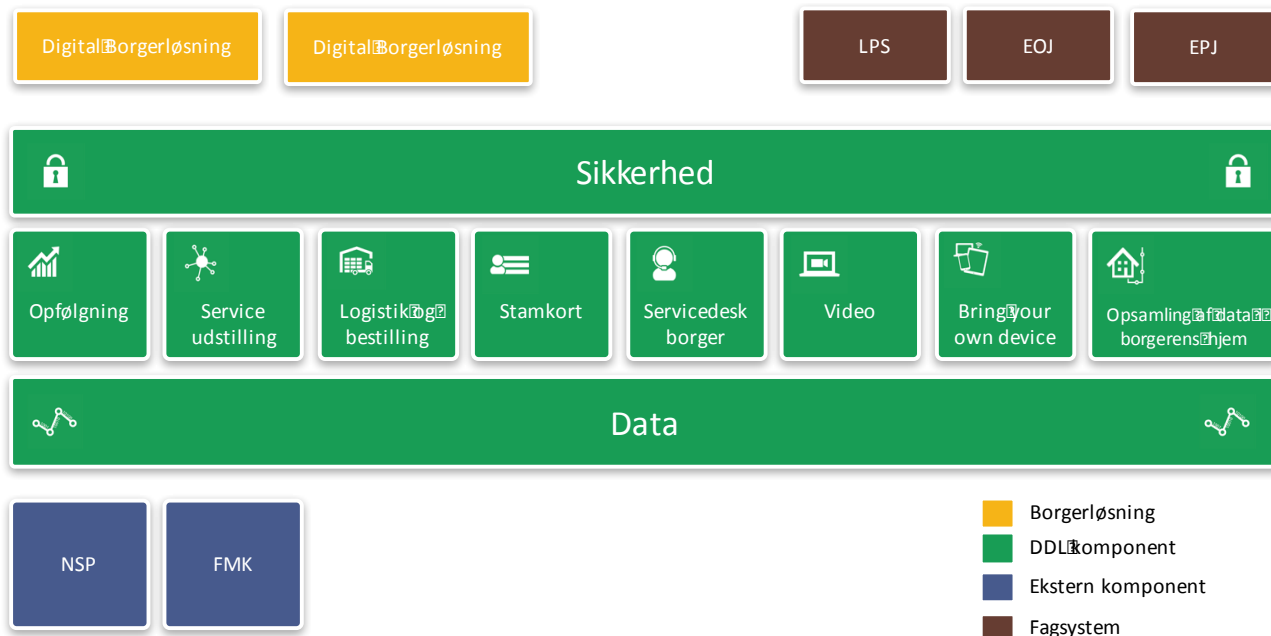 Digital Borgerløsning
Digital Borgerløsning
LPS
EOJ
EPJ
Sikkerhed
Opfølgning
Service
udstilling
Logistik og
bestilling
Stamkort
Servicedesk
borger
Video
Bring your
own device
Opsamling af data
borgerens hjem
Data
NSP
FMK
Borgerløsning
DDL komponent
Ekstern komponent
Fagsystem